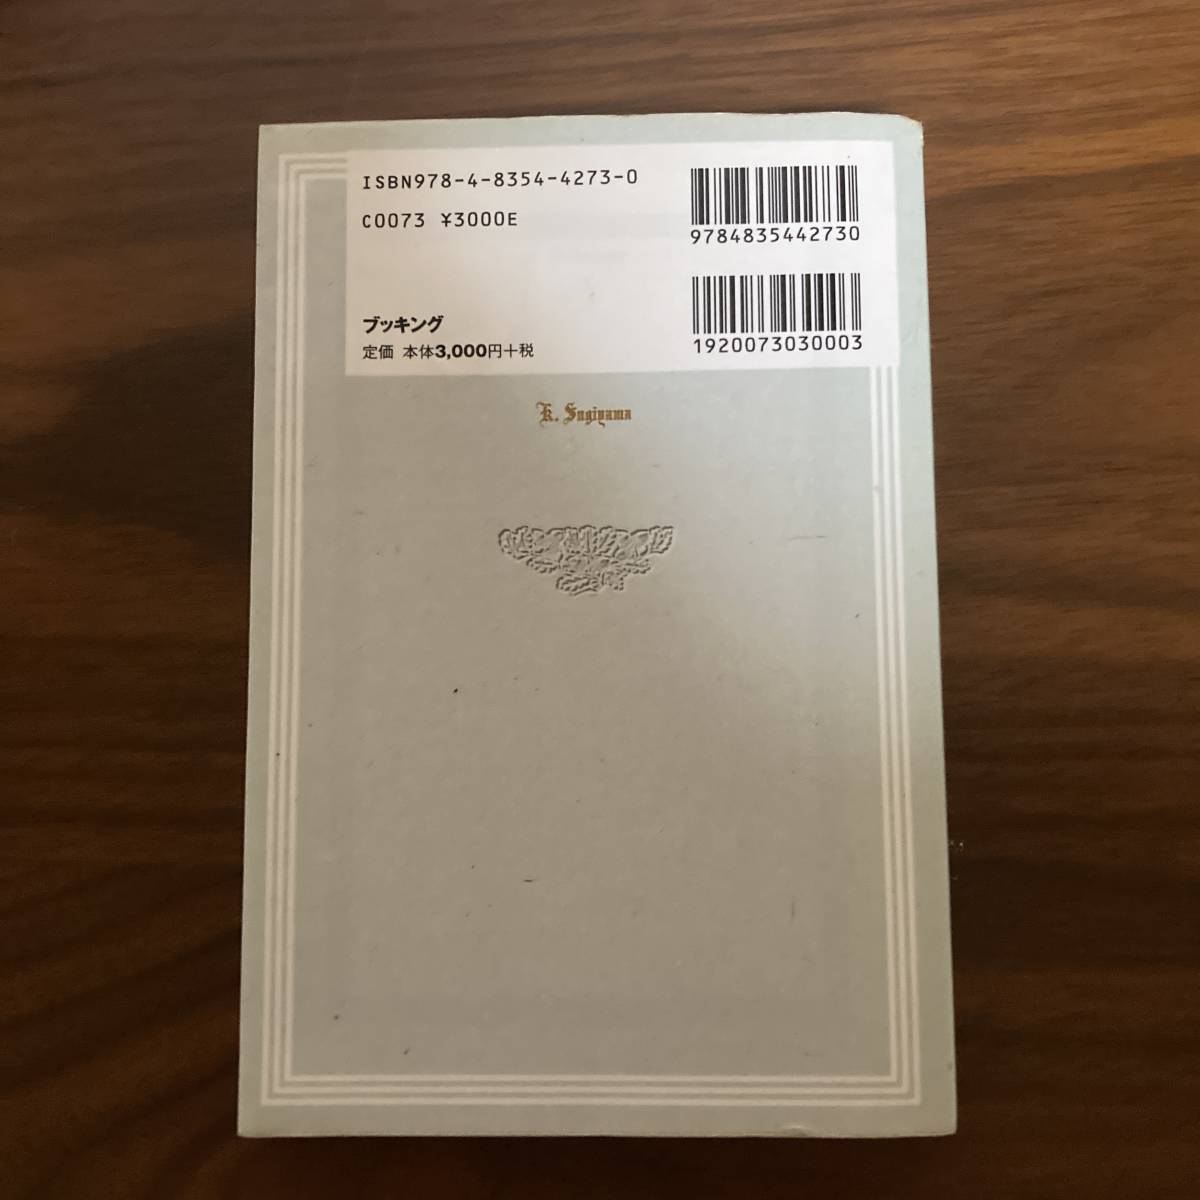 ISBN978-4-8354-4273-0
C0073 ¥3000E
9784835442730
ブッキング
定価 本体3,000円+税
1920073030003
K. Sugiyama